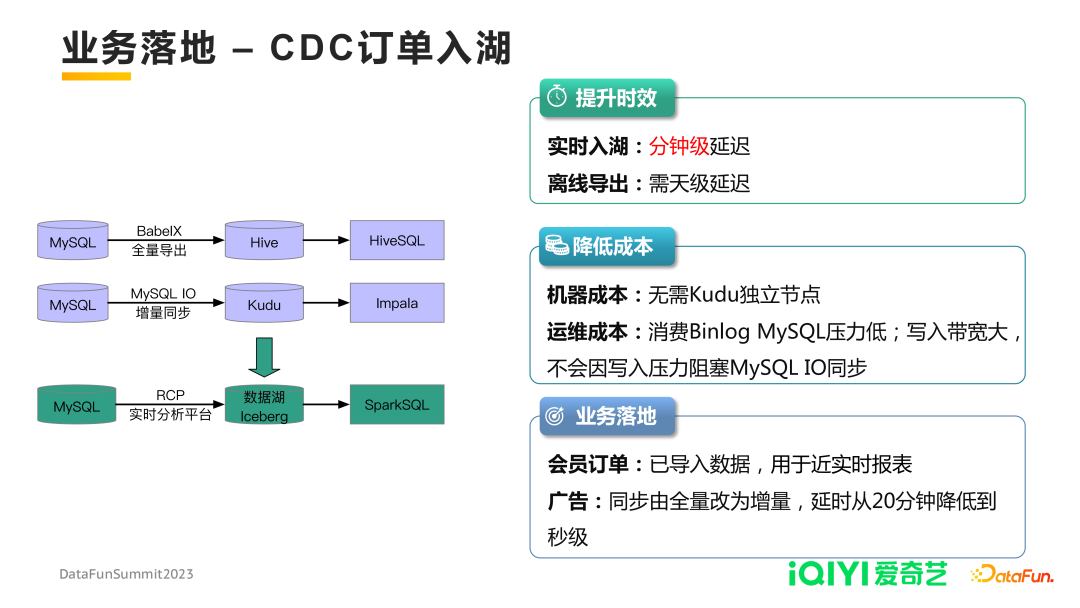 业务落地 – CDC订单入湖
MySQL
BabelX
全量导出
Hive
HiveSQL
MySQL
MySQL IO
增量同步
Kudu
Impala
MySQL
RCP
实时分析平台
数据湖
Iceberg
SparkSQL
提升时效
实时入湖：分钟级延迟
离线导出：需天级延迟
降低成本
机器成本：无需Kudu独立节点
运维成本：消费Binlog MySQL压力低；写入带宽大，
不会因写入压力阻塞MySQL IO同步
业务落地
会员订单：已导入数据，用于近实时报表
广告：同步由全量改为增量，延时从20分钟降低到
秒级
DataFunSummit2023
iQIYI 爱奇艺
DataFun.